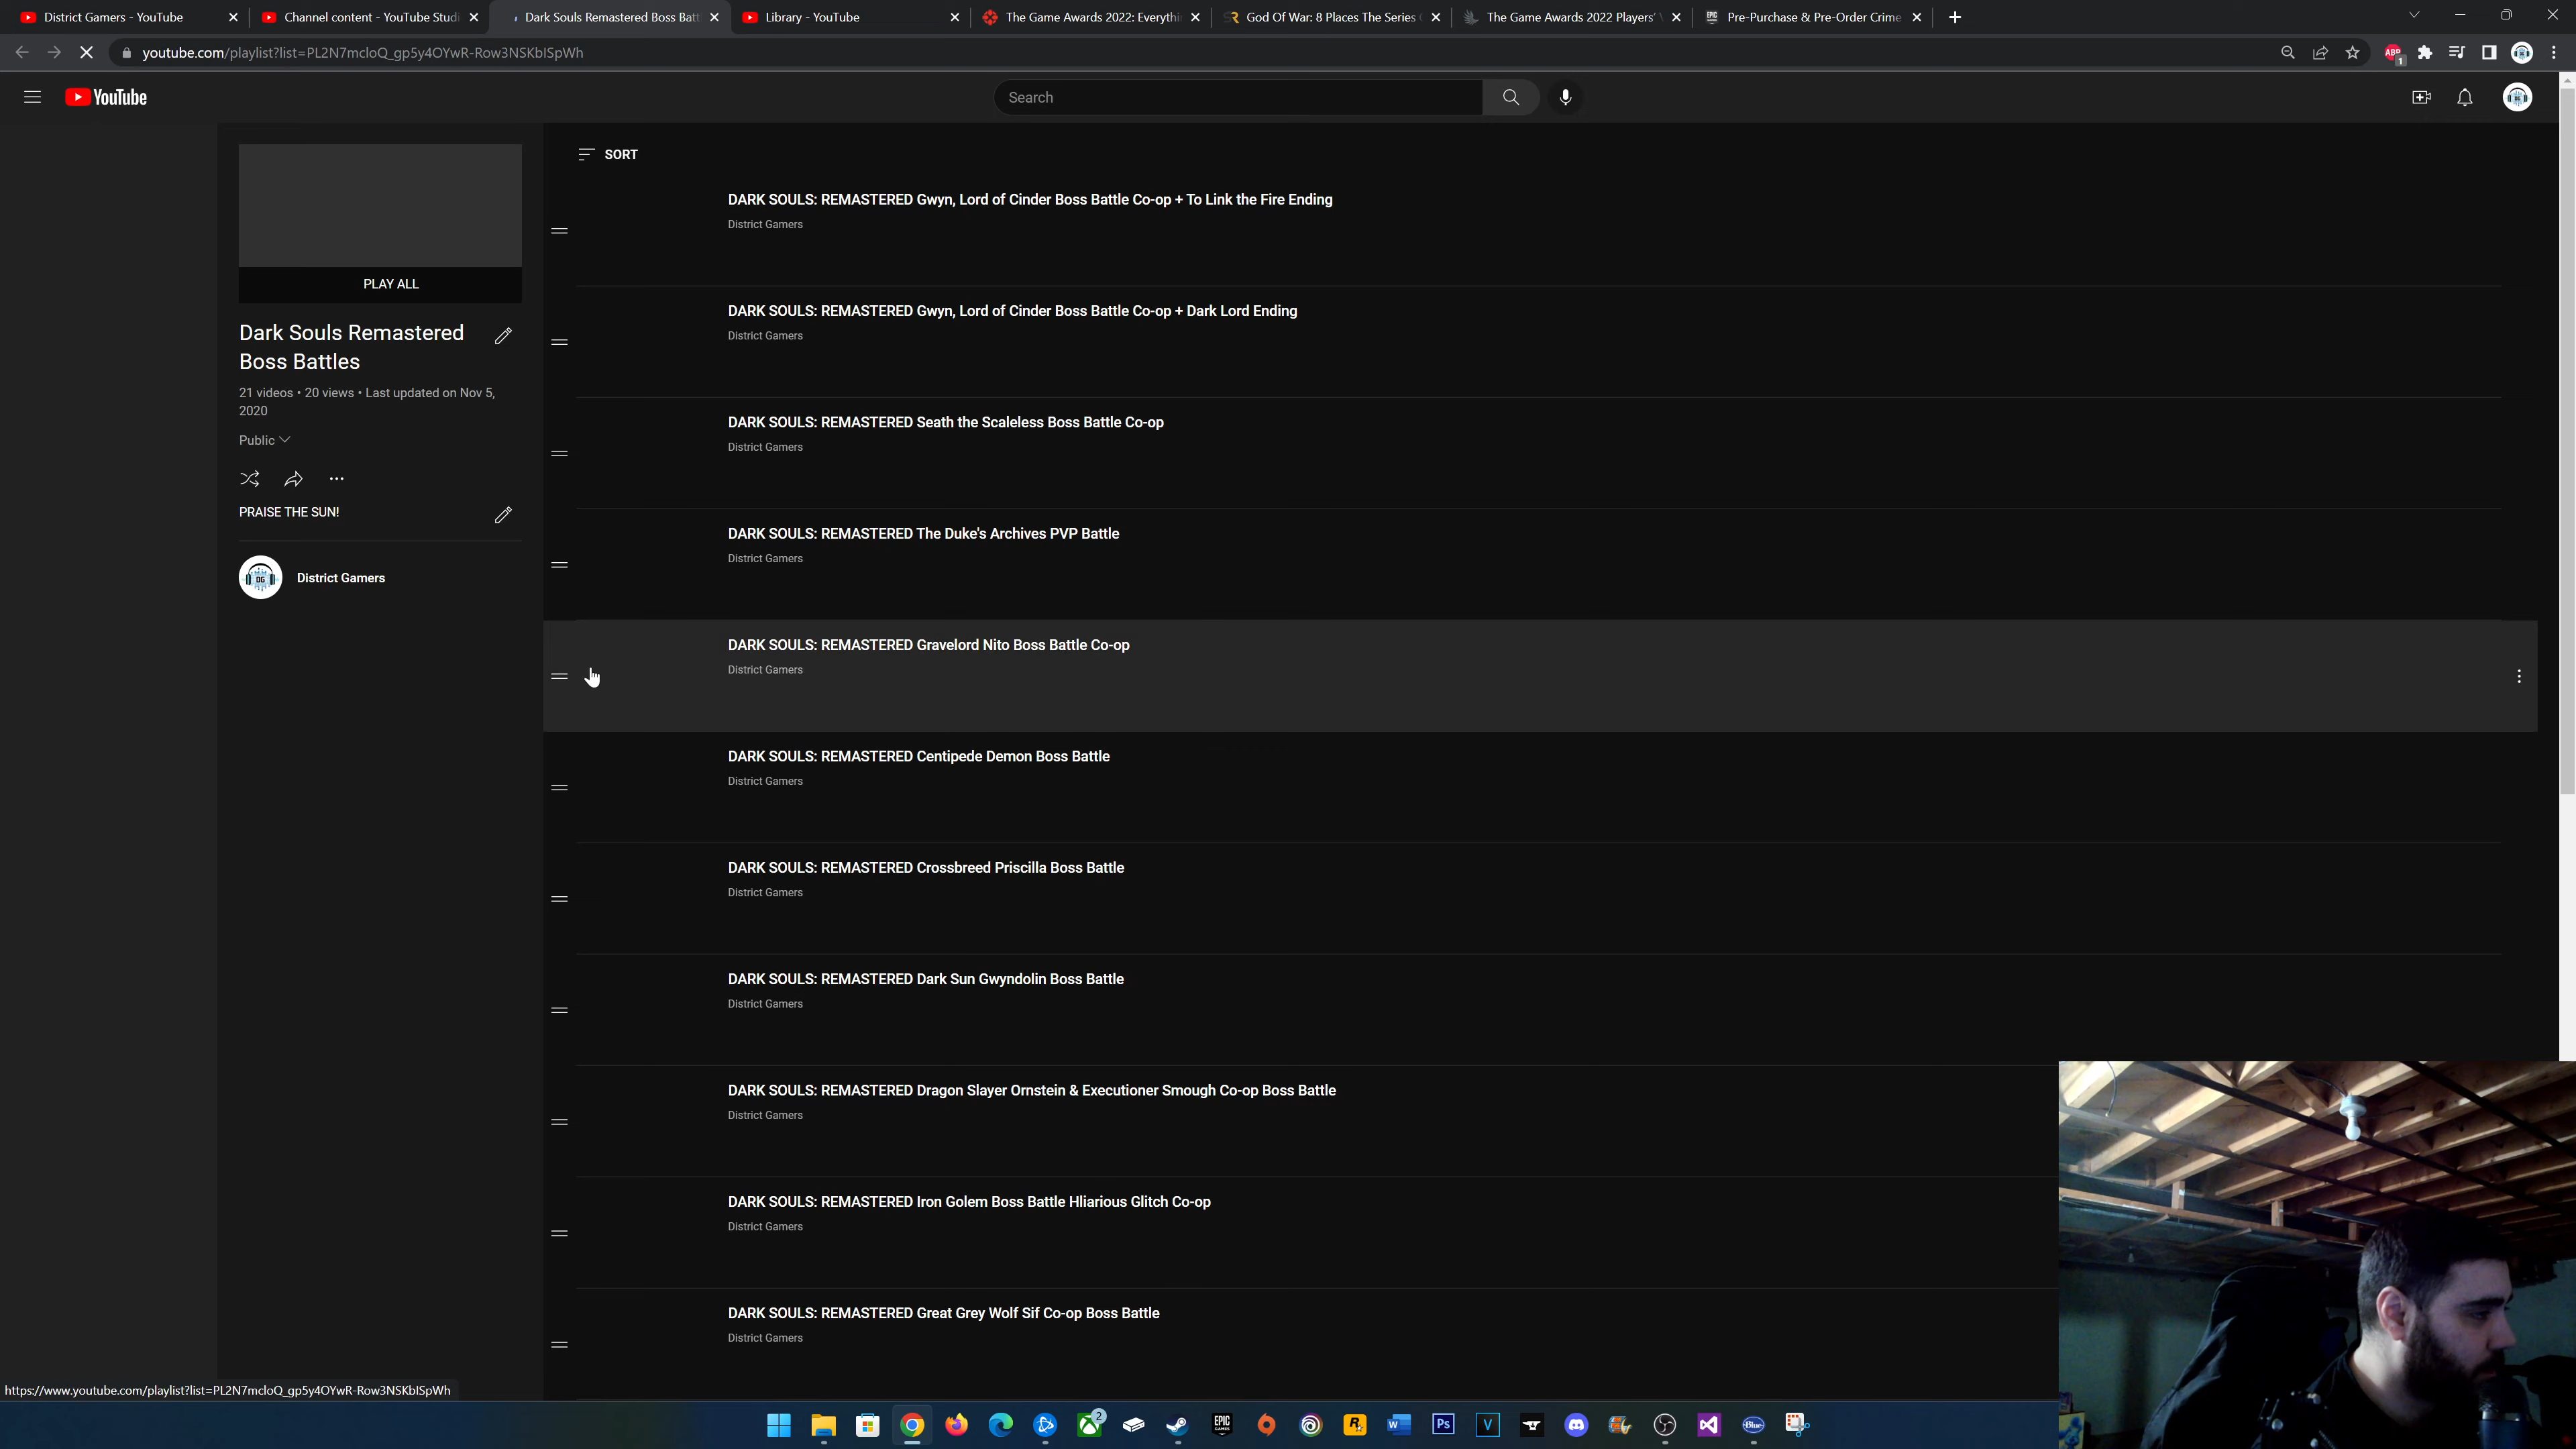 District Gamers - YouTube
Channel content - YouTube Studi
Dark Souls Remastered Boss Batt
Library - YouTube
The Game Awards 2022: Everythi
God Of War: 8 Places The Series
The Game Awards 2022 Players'
Pre-Purchase & Pre-Order Crime
youtube.com/playlist?list=PL2N7mcloQ_gp5y4OYwR-Row3NSKbISpWh
ABP
1
YouTube
Search
SORT
PLAY ALL
Dark Souls Remastered
Boss Battles
21 videos • 20 views • Last updated on Nov 5,
2020
Public
PRAISE THE SUN!
DG
District Gamers
DARK SOULS: REMASTERED Gwyn, Lord of Cinder Boss Battle Co-op + To Link the Fire Ending
District Gamers
DARK SOULS: REMASTERED Gwyn, Lord of Cinder Boss Battle Co-op + Dark Lord Ending
District Gamers
DARK SOULS: REMASTERED Seath the Scaleless Boss Battle Co-op
District Gamers
DARK SOULS: REMASTERED The Duke's Archives PVP Battle
District Gamers
DARK SOULS: REMASTERED Gravelord Nito Boss Battle Co-op
District Gamers
DARK SOULS: REMASTERED Centipede Demon Boss Battle
District Gamers
DARK SOULS: REMASTERED Crossbreed Priscilla Boss Battle
District Gamers
DARK SOULS: REMASTERED Dark Sun Gwyndolin Boss Battle
District Gamers
DARK SOULS: REMASTERED Dragon Slayer Ornstein & Executioner Smough Co-op Boss Battle
District Gamers
DARK SOULS: REMASTERED Iron Golem Boss Battle Hliarious Glitch Co-op
District Gamers
DARK SOULS: REMASTERED Great Grey Wolf Sif Co-op Boss Battle
District Gamers
https://www.youtube.com/playlist?list=PL2N7mcloQ_gp5y4OYwR-Row3NSKbISpWh
2
EPIC
GAMES
R
W
Ps
V
Blue